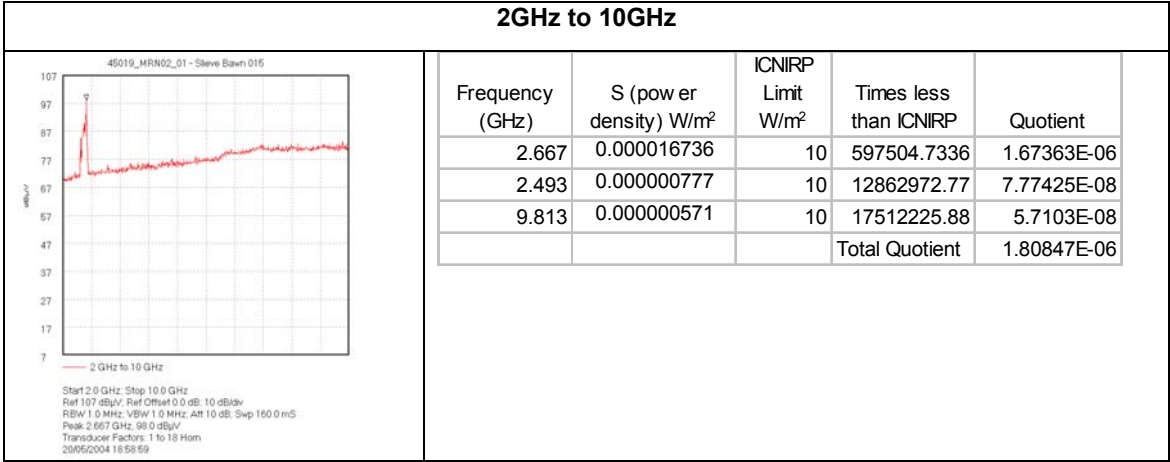 2GHz to 10GHz
45019_MRN02_01 - Slieve Bawn 015
107
97
87
77
67
57
47
37
27
17
7
dBµV
2 GHz to 10 GHz
Start 2.0 GHz; Stop 10.0 GHz
Ref 107 dBµV; Ref Offset 0.0 dB; 10 dB/div
RBW 1.0 MHz; VBW 1.0 MHz; Att 10 dB; Swp 160.0 mS
Peak 2.667 GHz, 98.0 dBµV
Transducer Factors: 1 to 18 Horn
20/05/2004 18:58:59
Frequency (GHz) S (pow er density) W/m² ICNIRP Limit W/m² Times less than ICNIRP Quotient
2.667 0.000016736 10 597504.7336 1.67363E-06
2.493 0.000000777 10 12862972.77 7.77425E-08
9.813 0.000000571 10 17512225.88 5.7103E-08
Total Quotient 1.80847E-06